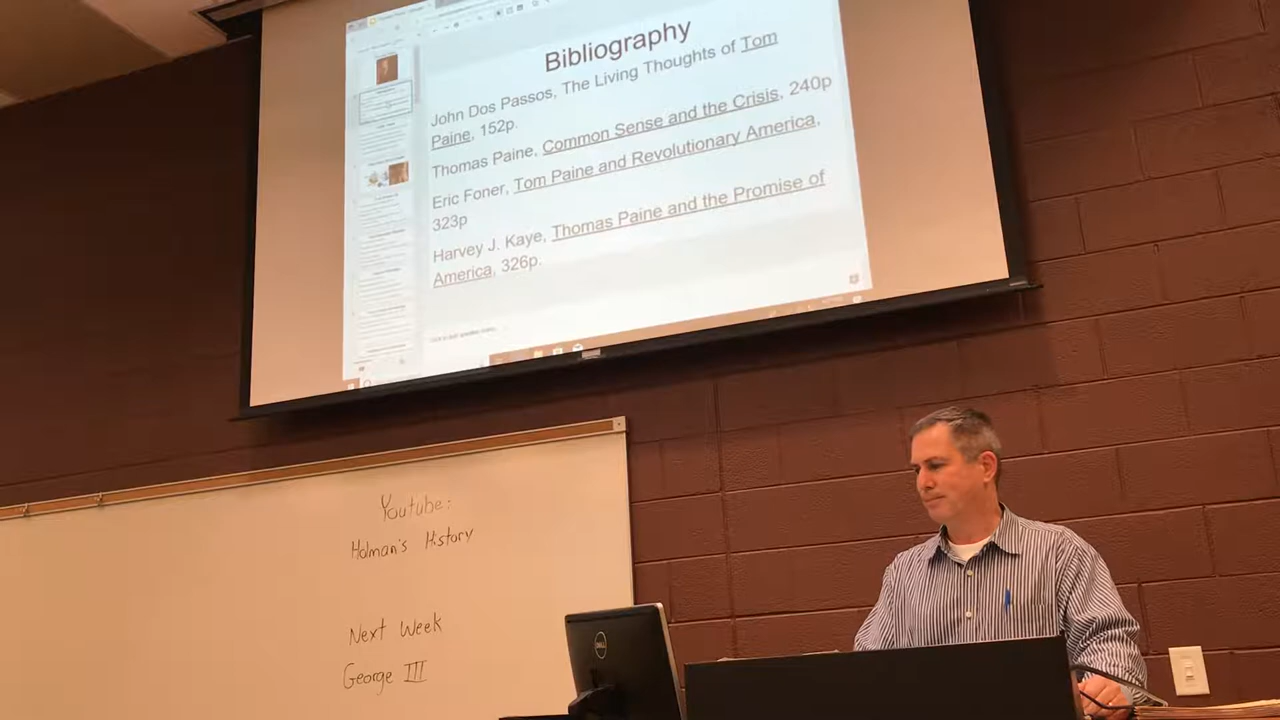 Bibliography
John Dos Passos, The Living Thoughts of Tom
Paine, 152p.
Thomas Paine, Common Sense and the Crisis, 240p
Eric Foner, Tom Paine and Revolutionary America,
323p
Harvey J. Kaye, Thomas Paine and the Promise of
America, 326p.
Youtube:
Holman's History
Next Week
George III
DELL